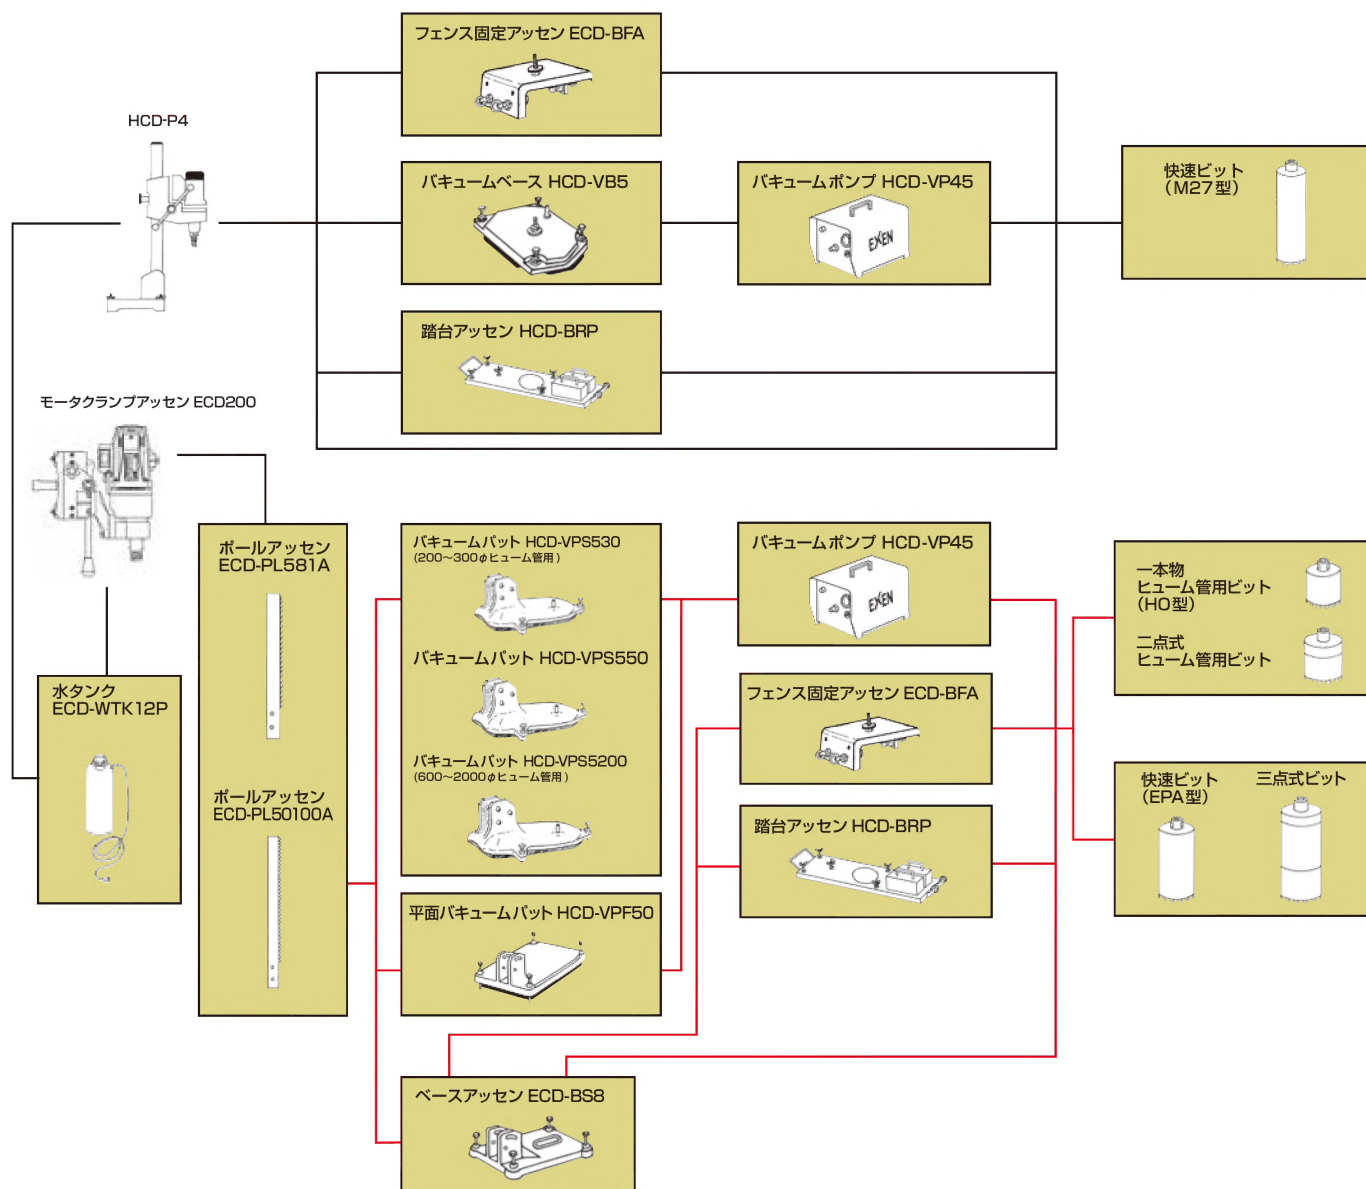 フェンス固定アッセン ECD-BFA
HCD-P4
バキュームベース HCD-VB5
バキュームポンプ HCD-VP45
EXEN
快速ビット
(M27型)
踏台アッセン HCD-BRP
モータクランプアッセン ECD200
ポールアッセン
ECD-PL581A
バキュームパット HCD-VPS530
(200～300φヒューム管用)
バキュームパット HCD-VPS550
バキュームパット HCD-VPS5200
(600～2000φヒューム管用)
バキュームポンプ HCD-VP45
EXEN
一本物
ヒューム管用ビット
(HO型)
二点式
ヒューム管用ビット
水タンク
ECD-WTK12P
フェンス固定アッセン ECD-BFA
ポールアッセン
ECD-PL50100A
快速ビット
(EPA型)
三点式ビット
踏台アッセン HCD-BRP
平面バキュームパット HCD-VPF50
ベースアッセン ECD-BS8